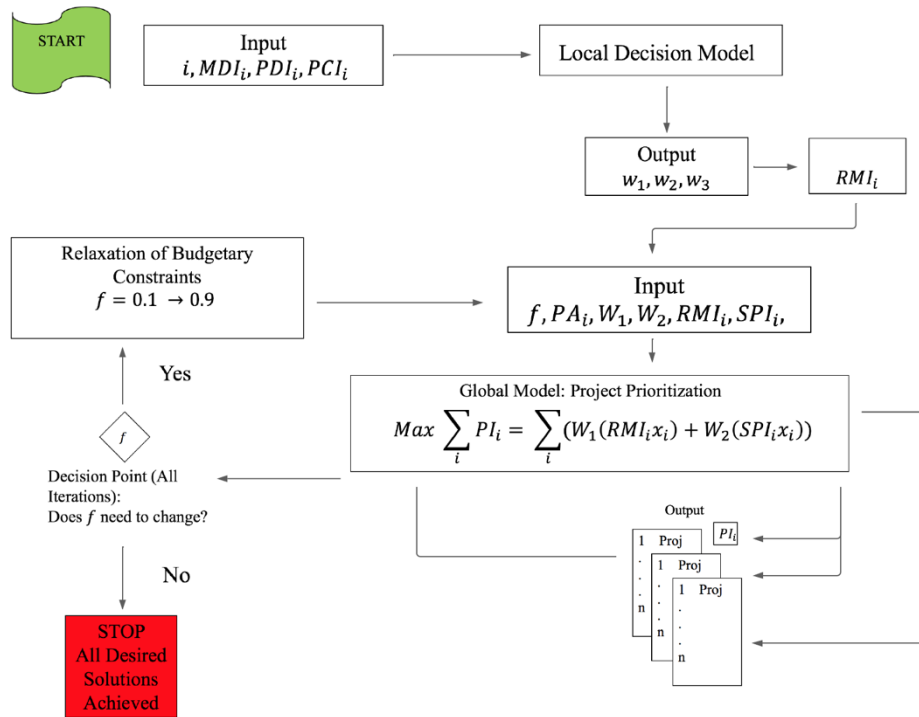 START
Input
i, MDI_i, PDI_i, PCI_i
Local Decision Model
Output
w_1, w_2, w_3
RMI_i
Relaxation of Budgetary
Constraints
f = 0.1 → 0.9
Input
f, PA_i, W_1, W_2, RMI_i, SPI_i,
Yes
Global Model: Project Prioritization
Max ∑_i PI_i = ∑_i (W_1(RMI_i x_i) + W_2(SPI_i x_i))
f
Decision Point (All
Iterations):
Does f need to change?
No
STOP
All Desired
Solutions
Achieved
Output
PI_i
1 Proj
.
.
.
n
1 Proj
.
.
.
n
1 Proj
.
.
.
n